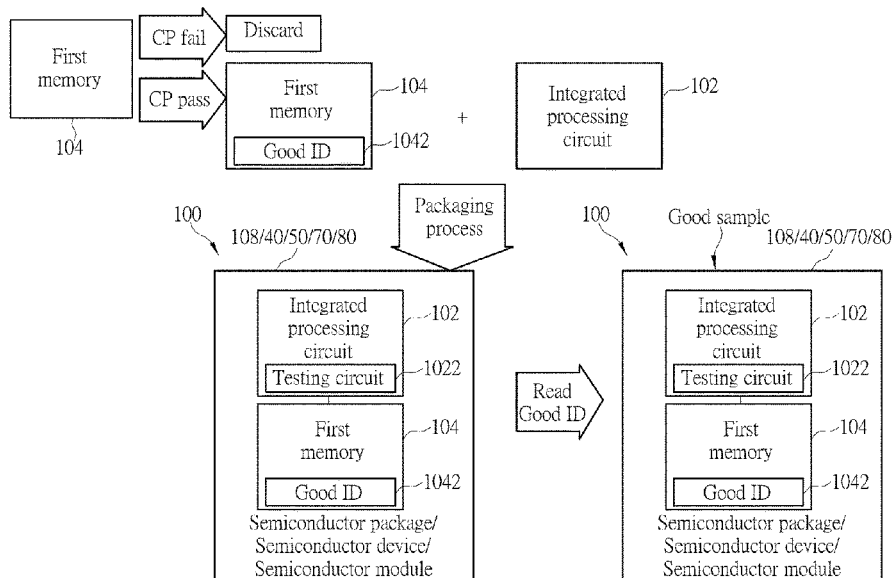 First
memory
104
CP fail
Discard
CP pass
First
memory
Good ID
104
1042
+
Integrated
processing
circuit
102
Packaging
process
100
108/40/50/70/80
Integrated
processing
circuit
102
Testing circuit
1022
First
memory
104
Good ID
1042
Semiconductor package/
Semiconductor device/
Semiconductor module
Read
Good ID
100
Good sample
108/40/50/70/80
Integrated
processing
circuit
102
Testing circuit
1022
First
memory
104
Good ID
1042
Semiconductor package/
Semiconductor device/
Semiconductor module